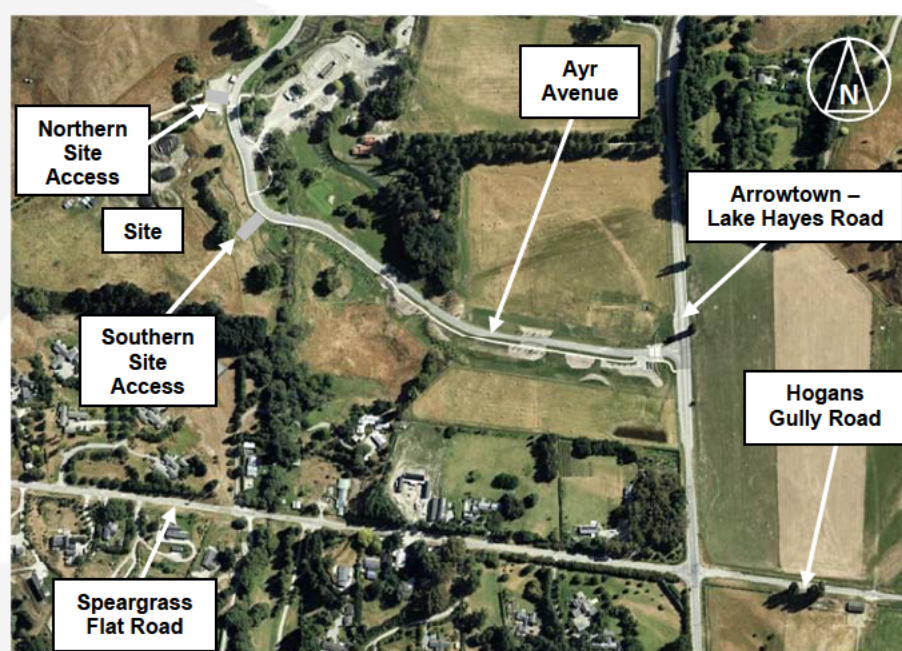 Ayr
Avenue
N
Northern
Site
Access
Arrowtown –
Lake Hayes Road
Site
Southern
Site
Access
Hogans
Gully Road
Speargrass
Flat Road